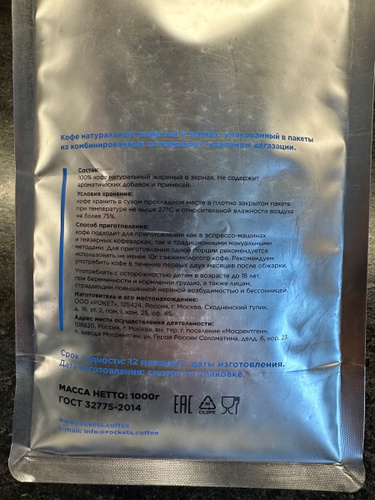 Кофе натуральный жареный в зернах, упакованный в пакеты
из комбинированных материалов с клапаном дегазации.
Состав:
100% кофе натуральный жареный в зернах. Не содержит
ароматических добавок и примесей.
Условия хранения:
кофе хранить в сухом прохладном месте в плотно закрытом пакете
при температуре не выше 27°С и относительной влажности воздуха
не более 75%.
Способ приготовления:
кофе подходит для приготовления как в эспрессо-машинах
и гейзерных кофеварках, так и традиционными мануальными
методами. Для приготовления одной порции рекомендуется
использовать не менее 10г свежемолотого кофе. Рекомендуем
употребить кофе в течение первых двух месяцев после обжарки.
Употреблять с осторожностью детям в возрасте до 18 лет,
при беременности и кормлении грудью, а также лицам,
страдающим повышенной нервной возбудимостью и бессонницей.
Изготовитель и его местонахождение:
ООО «РОКЕТ», 125424, Россия, г. Москва, Сходненский тупик,
д. 16, эт. 2, пом. I, ком. 25, оф. 45.
Адрес места осуществления деятельности:
108820, Россия, г. Москва, вн. тер. г. поселение «Мосрентген»,
п. завода Мосрентген, ул. Героя России Соломатина, двлд. 6, кор.
Срок годности: 12 месяцев с даты изготовления.
Дата изготовления: смотри на упаковке.
МАССА НЕТТО: 1000г
ГОСТ 32775-2014
EAC
C/LDPE
www.rockets.coffee
e-mail: info@rockets.coffee